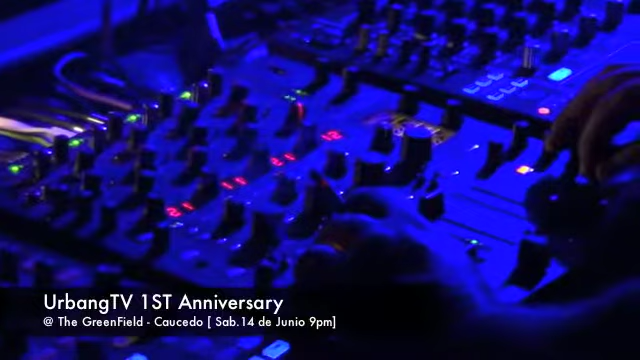 UrbangTV 1ST Anniversary
@ The GreenField - Caucedo [ Sab.14 de Junio 9pm]